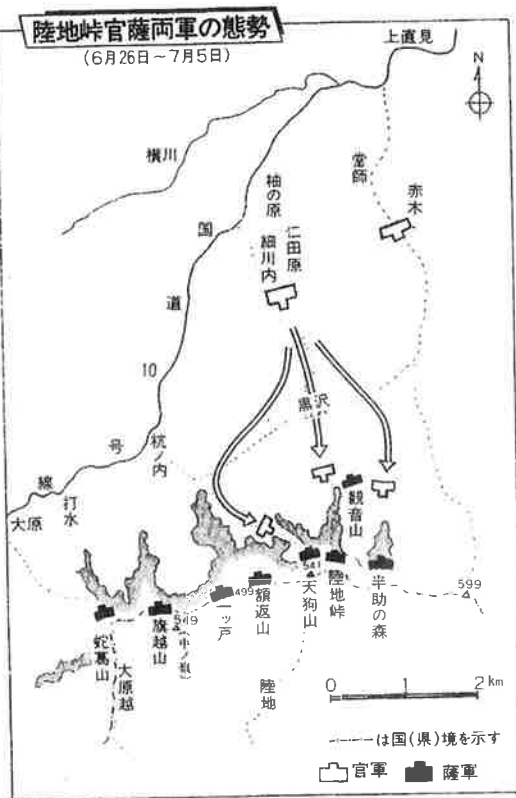 陸地峠官薩両軍の態勢
(6月26日～7月5日)
上直見
N
横川
堂師
赤木
柚の原
仁田原
細川内
国
道
10
号
線
黒沢
杭ノ内
打水
大原
観音山
541
499
599
蛇葛山
大原越
旗越山
一ッ戸
額返山
天狗山
陸地峠
半助の森
陸地
0 1 2 km
は国(県)境を示す
官軍
薩軍